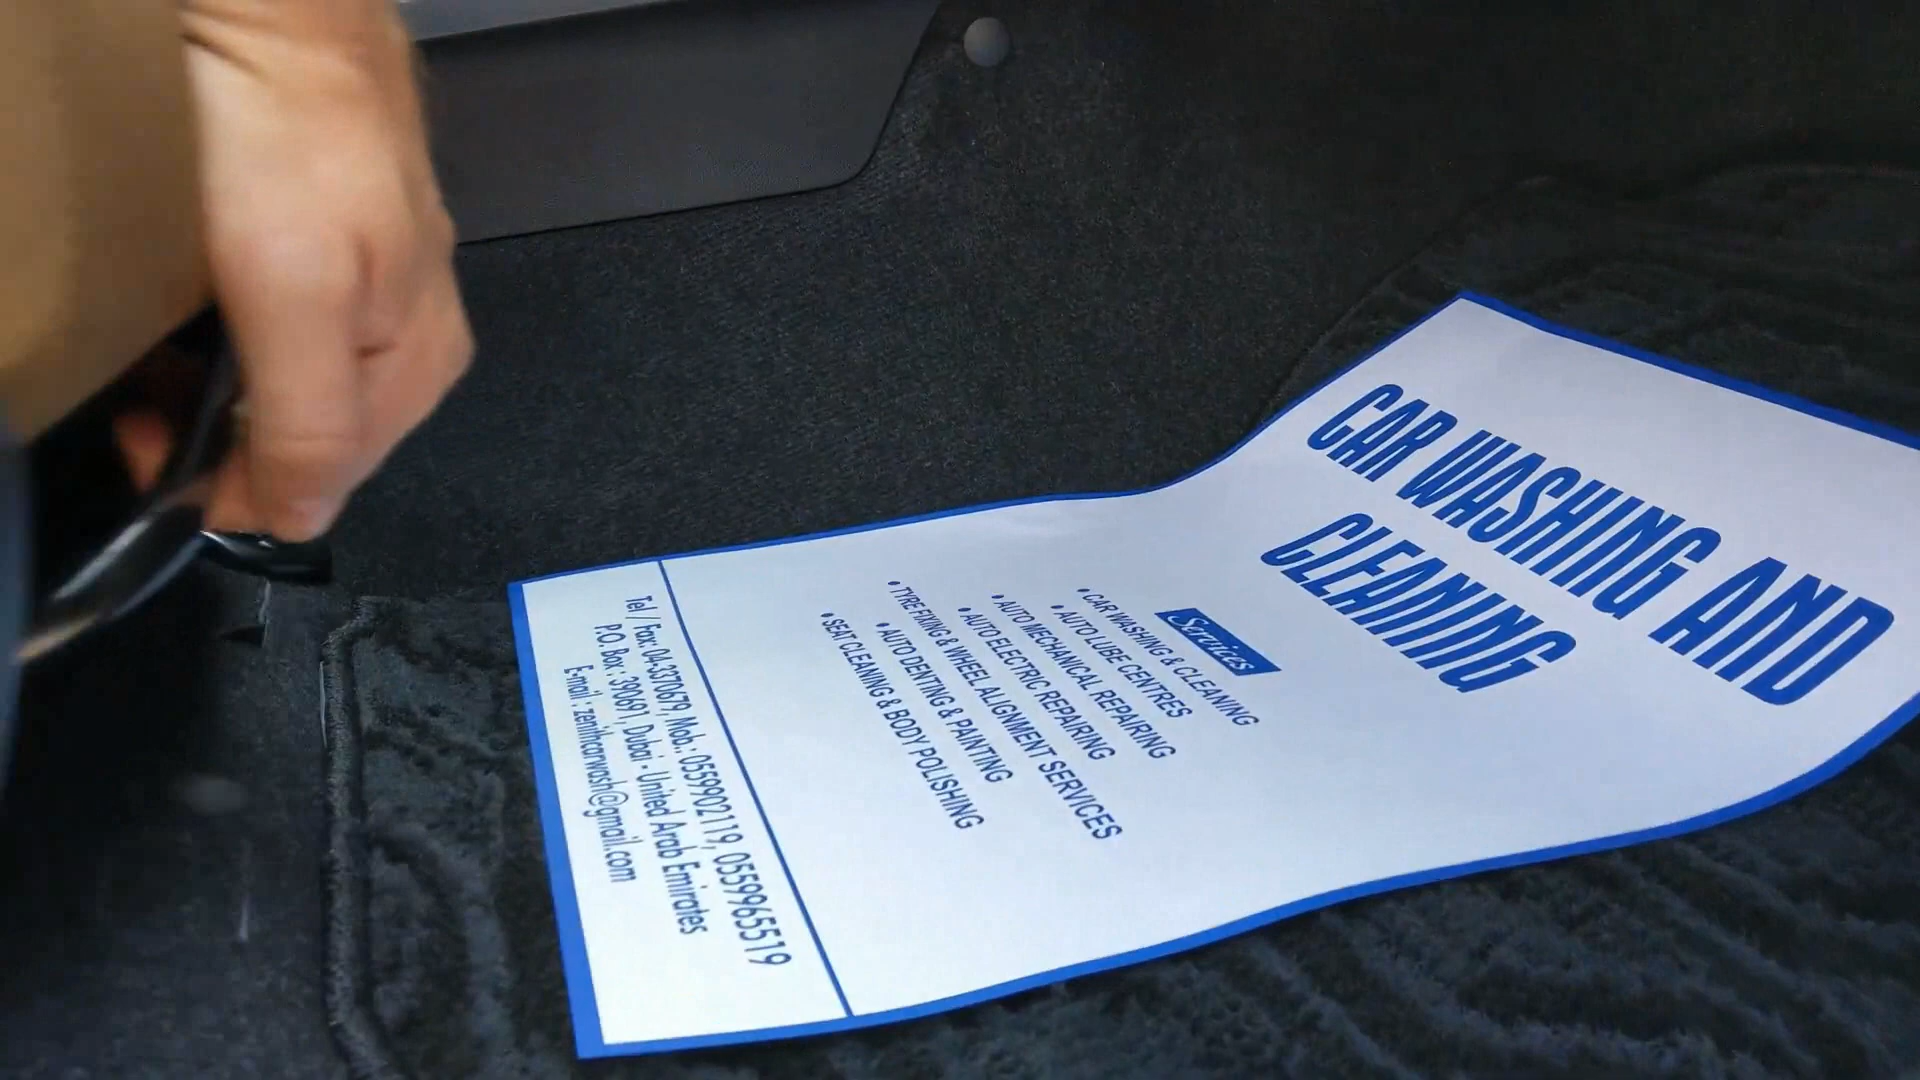 CAR WASHING AND
CLEANING
Services
• CAR WASHING & CLEANING
• AUTO LUBE CENTRES
• AUTO MECHANICAL REPAIRING
• AUTO ELECTRIC REPAIRING
• TYRE FIXING & WHEEL ALIGNMENT SERVICES
• AUTO DENTING & PAINTING
• SEAT CLEANING & BODY POLISHING
Tel / Fax: 04-3370679, Mob.: 0559902119, 0559965519
P.O. Box : 390691, Dubai - United Arab Emirates
E-mail : zenithcarwash@gmail.com